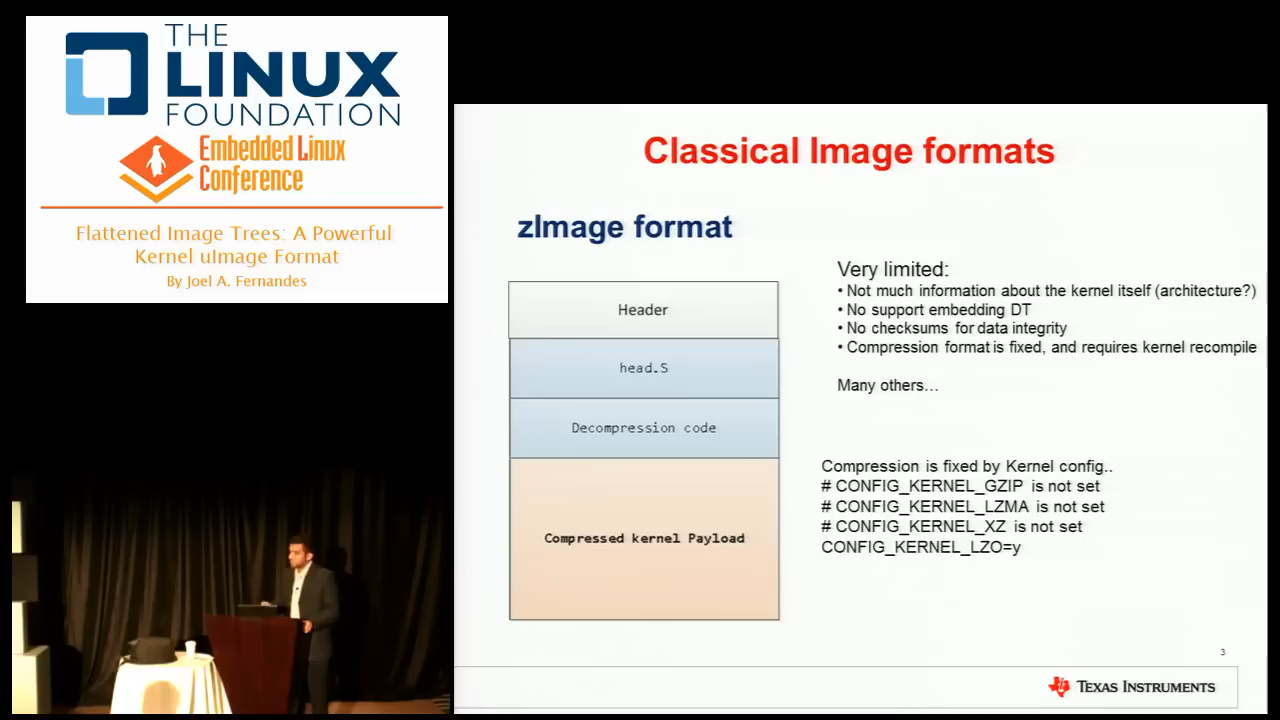 THE
LINUX
FOUNDATION
Embedded Linux
Conference
Flattened Image Trees: A Powerful
Kernel uImage Format
By Joel A. Fernandes
Classical Image formats
zImage format
Header
head.S
Decompression code
Compressed kernel Payload
Very limited:
• Not much information about the kernel itself (architecture?)
• No support embedding DT
• No checksums for data integrity
• Compression format is fixed, and requires kernel recompile
Many others…
Compression is fixed by Kernel config..
# CONFIG_KERNEL_GZIP is not set
# CONFIG_KERNEL_LZMA is not set
# CONFIG_KERNEL_XZ is not set
CONFIG_KERNEL_LZO=y
3
TEXAS INSTRUMENTS